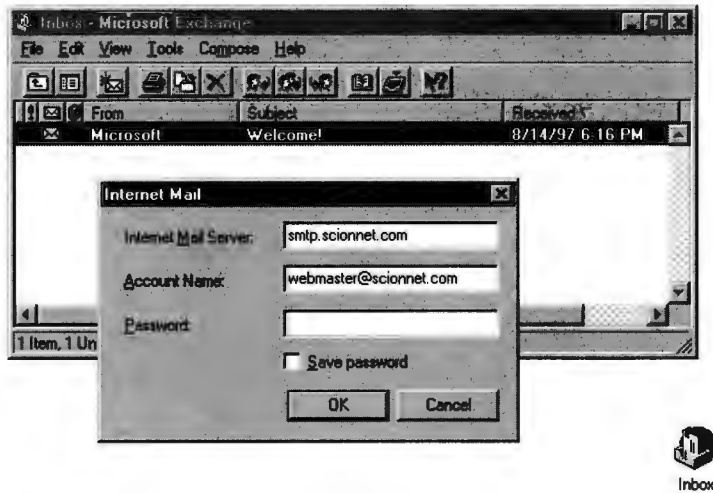 Inbox - Microsoft Exchange
File Edit View Tools Compose Help
From Subject Received
Microsoft Welcome! 8/14/97 6:16 PM
Internet Mail
Internet Mail Server: smtp.scionnet.com
Account Name: webmaster@scionnet.com
Password:
Save password
1 Item, 1 Un
OK Cancel
Inbox